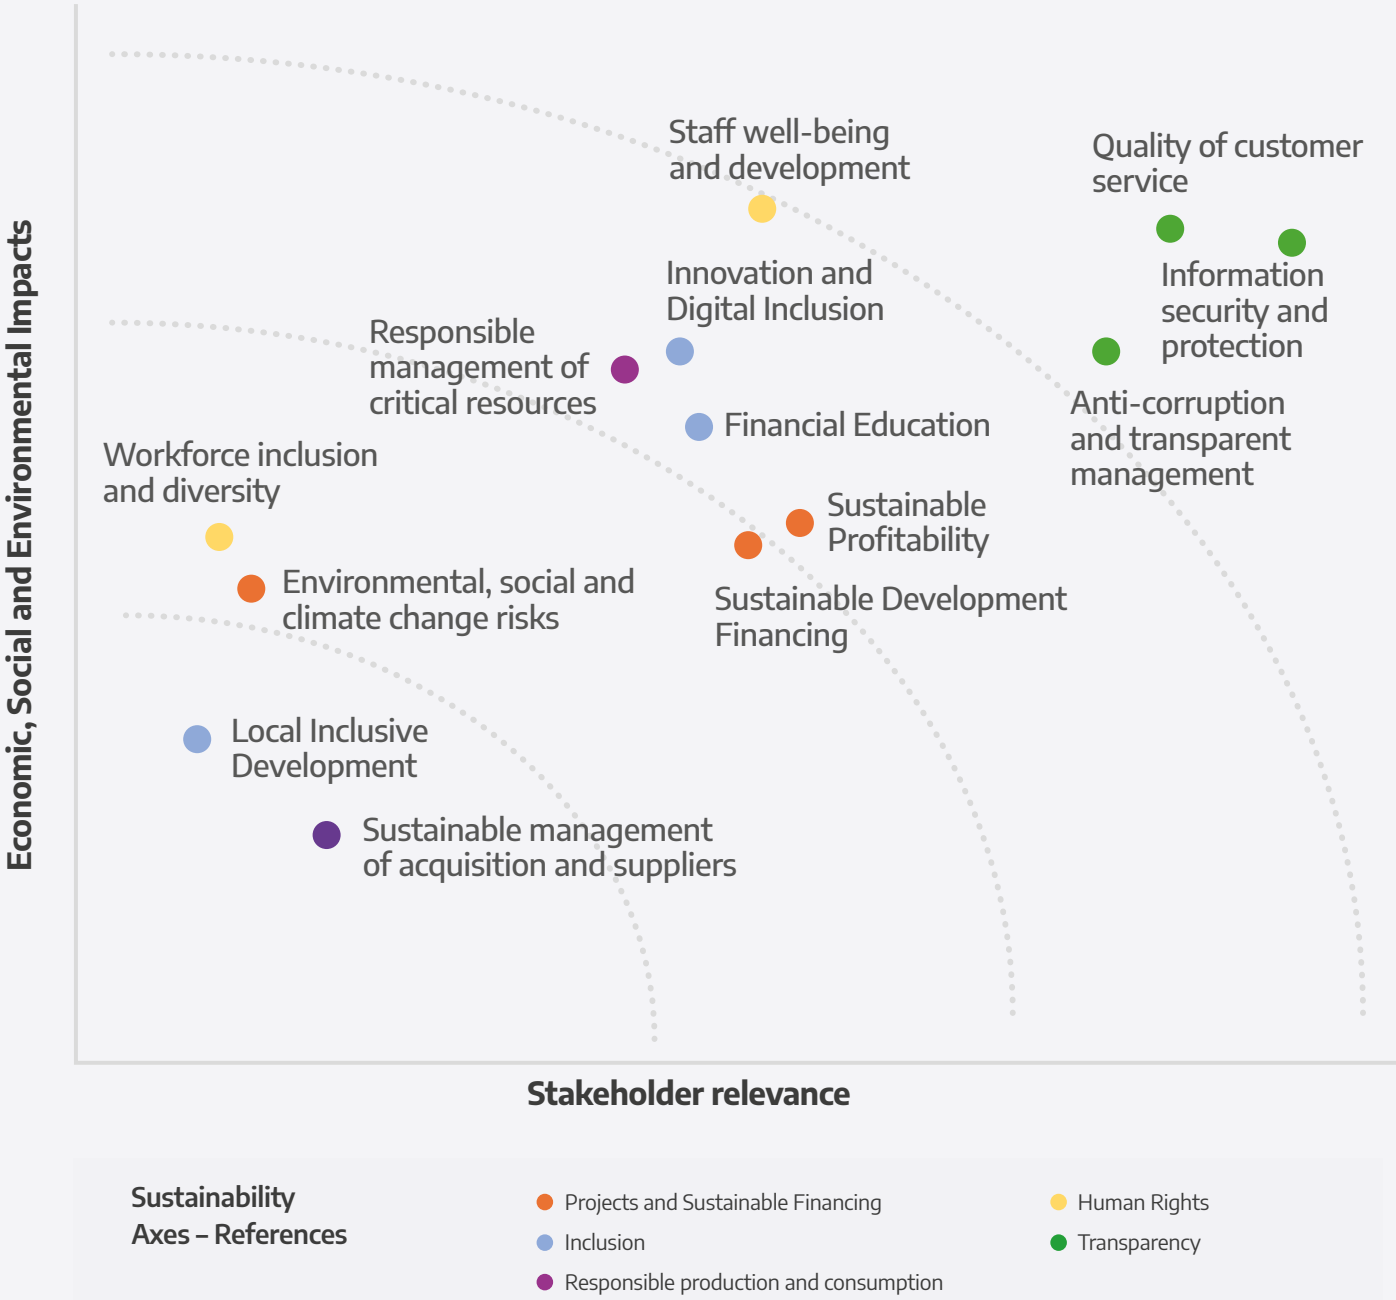 Staff well-being
and development
Quality of customer
service
Information
security and
protection
Innovation and
Digital Inclusion
Responsible
management of
critical resources
Anti-corruption
and transparent
management
Financial Education
Workforce inclusion
and diversity
Sustainable
Profitability
Environmental, social and
climate change risks
Sustainable Development
Financing
Local Inclusive
Development
Sustainable management
of acquisition and suppliers
Economic, Social and Environmental Impacts
Stakeholder relevance
Sustainability
Axes – References
Projects and Sustainable Financing
Inclusion
Responsible production and consumption
Human Rights
Transparency